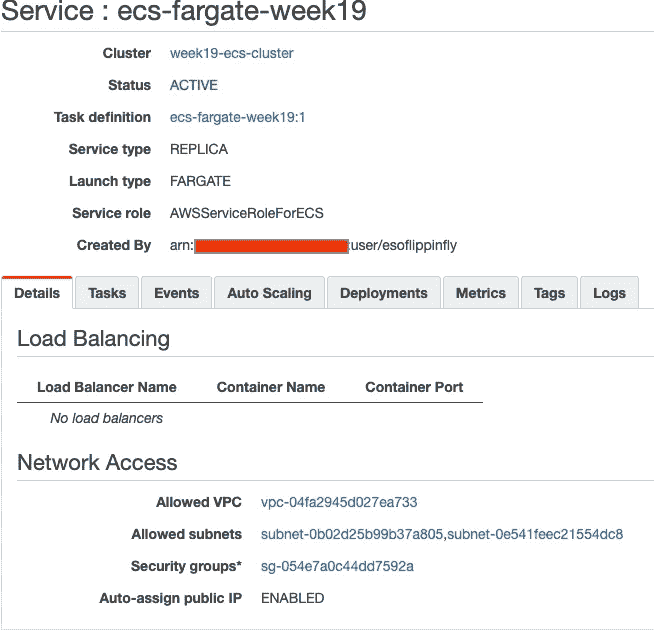 Service : ecs-fargate-week19
Cluster week19-ecs-cluster
Status ACTIVE
Task definition ecs-fargate-week19:1
Service type REPLICA
Launch type FARGATE
Service role AWSServiceRoleForECS
Created By arn: :user/esoflippinfly
Details Tasks Events Auto Scaling Deployments Metrics Tags Logs
Load Balancing
Load Balancer Name Container Name Container Port
No load balancers
Network Access
Allowed VPC vpc-04fa2945d027ea733
Allowed subnets subnet-0b02d25b99b37a805,subnet-0e541feec21554dc8
Security groups* sg-054e7a0c44dd7592a
Auto-assign public IP ENABLED